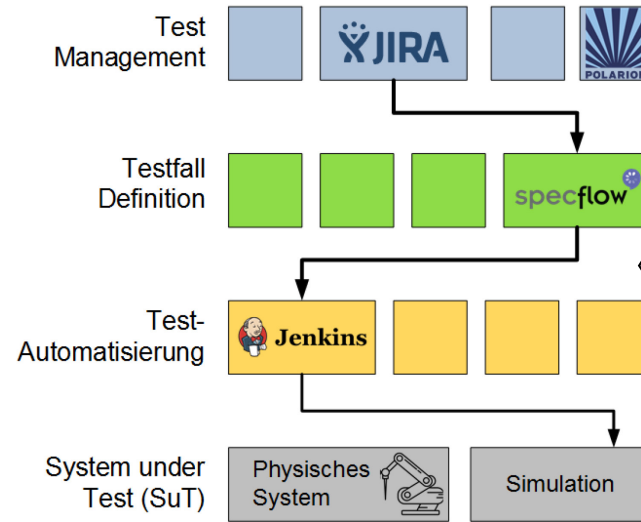 Test
Management
JIRA
POLARION
Testfall
Definition
specflow
Test-
Automatisierung
Jenkins
System under
Test (SuT)
Physisches
System
Simulation